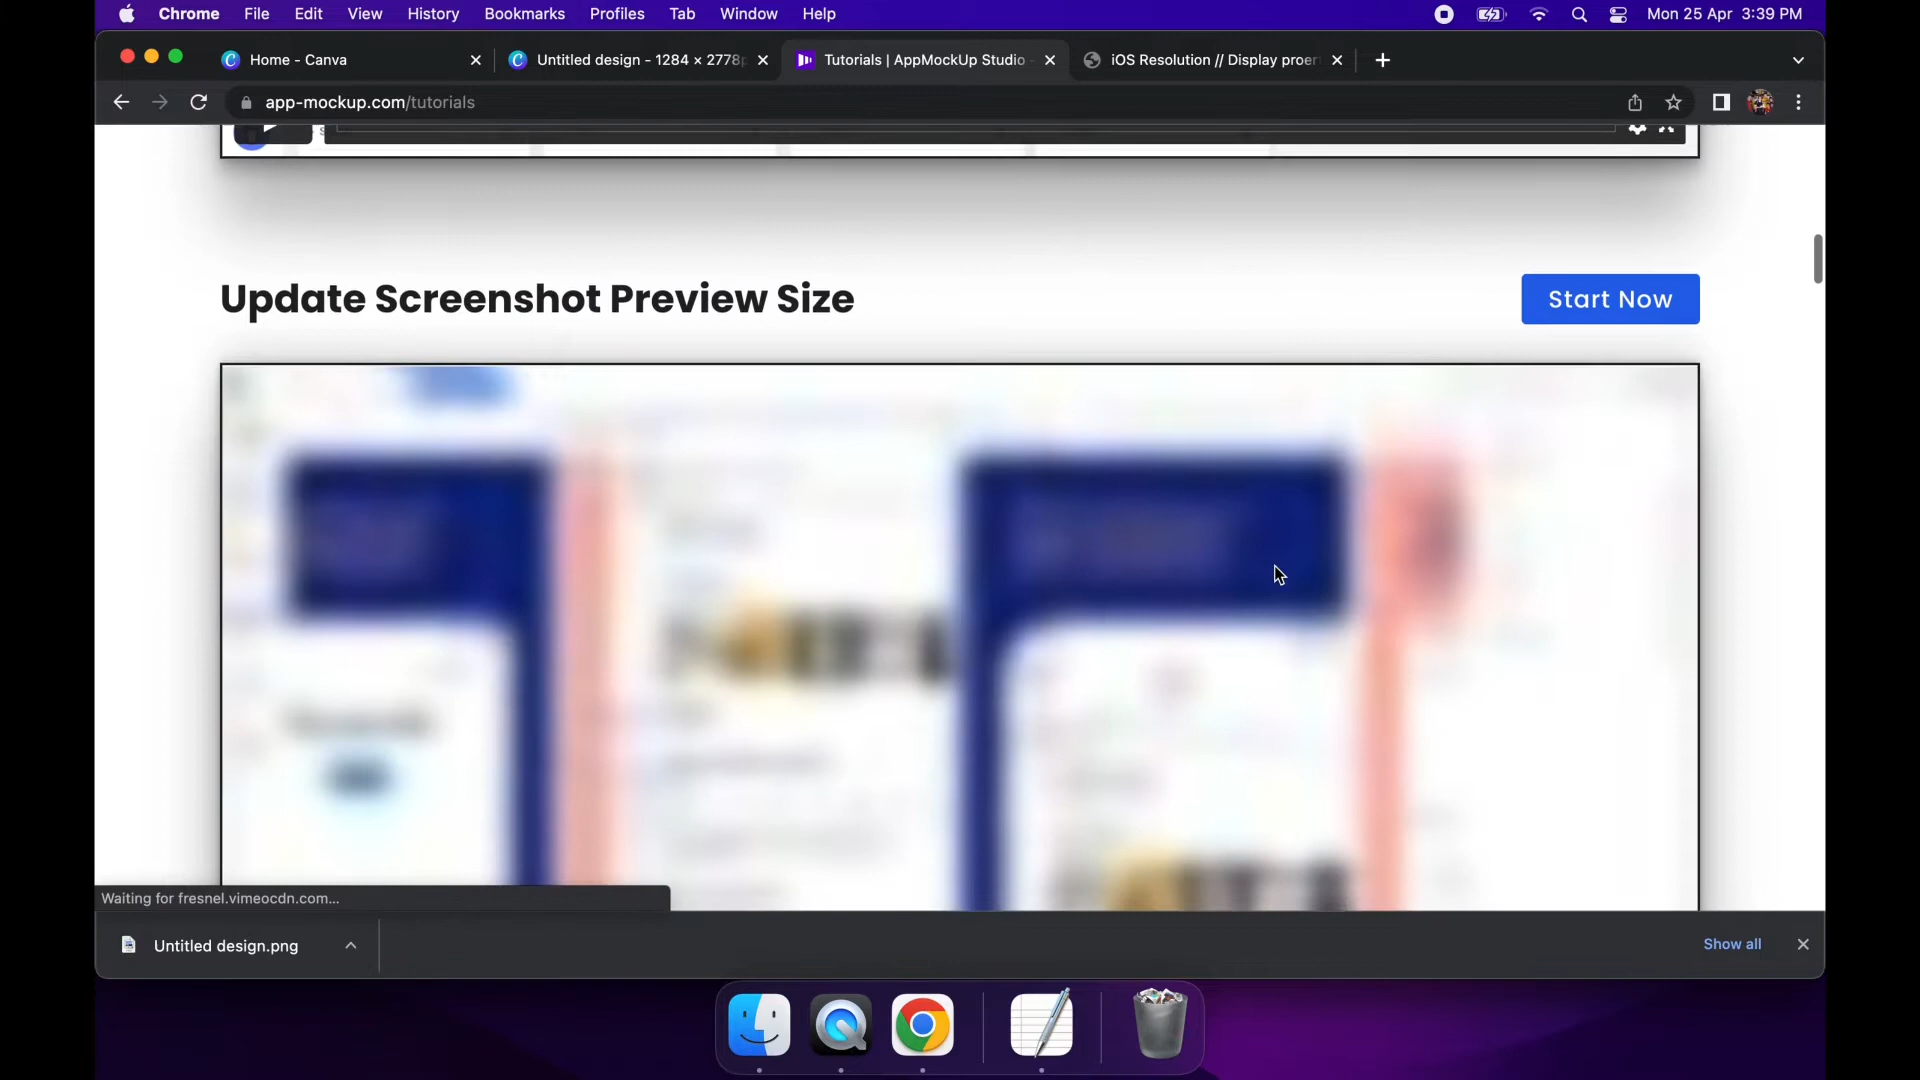 Chrome File Edit View History Bookmarks Profiles Tab Window Help Mon 25 Apr 3:39 PM
Home - Canva
Untitled design - 1284 × 2778p
Tutorials | AppMockUp Studio -
iOS Resolution // Display proper
app-mockup.com/tutorials
Update Screenshot Preview Size
Start Now
Waiting for fresnel.vimeocdn.com...
Untitled design.png
Show all